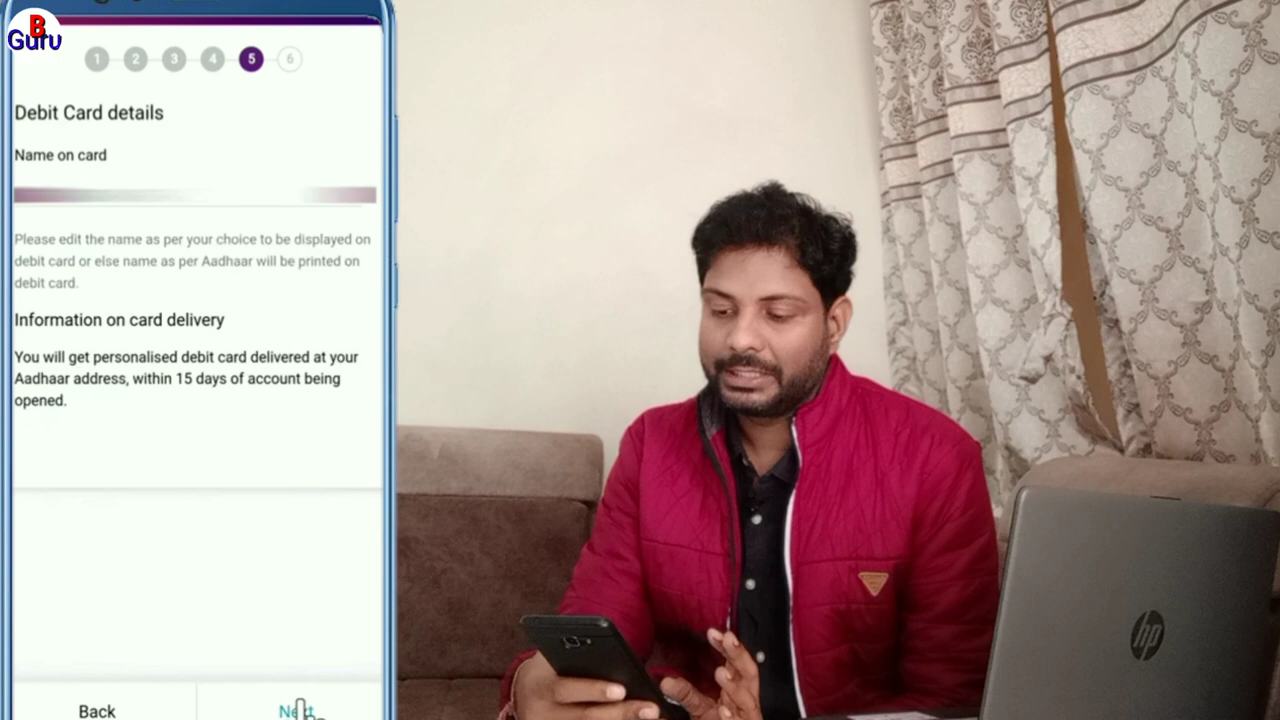 B
Guru
1 2 3 4 5 6
Debit Card details
Name on card
Please edit the name as per your choice to be displayed on
debit card or else name as per Aadhaar will be printed on
debit card.
Information on card delivery
You will get personalised debit card delivered at your
Aadhaar address, within 15 days of account being
opened.
Back
Next
hp